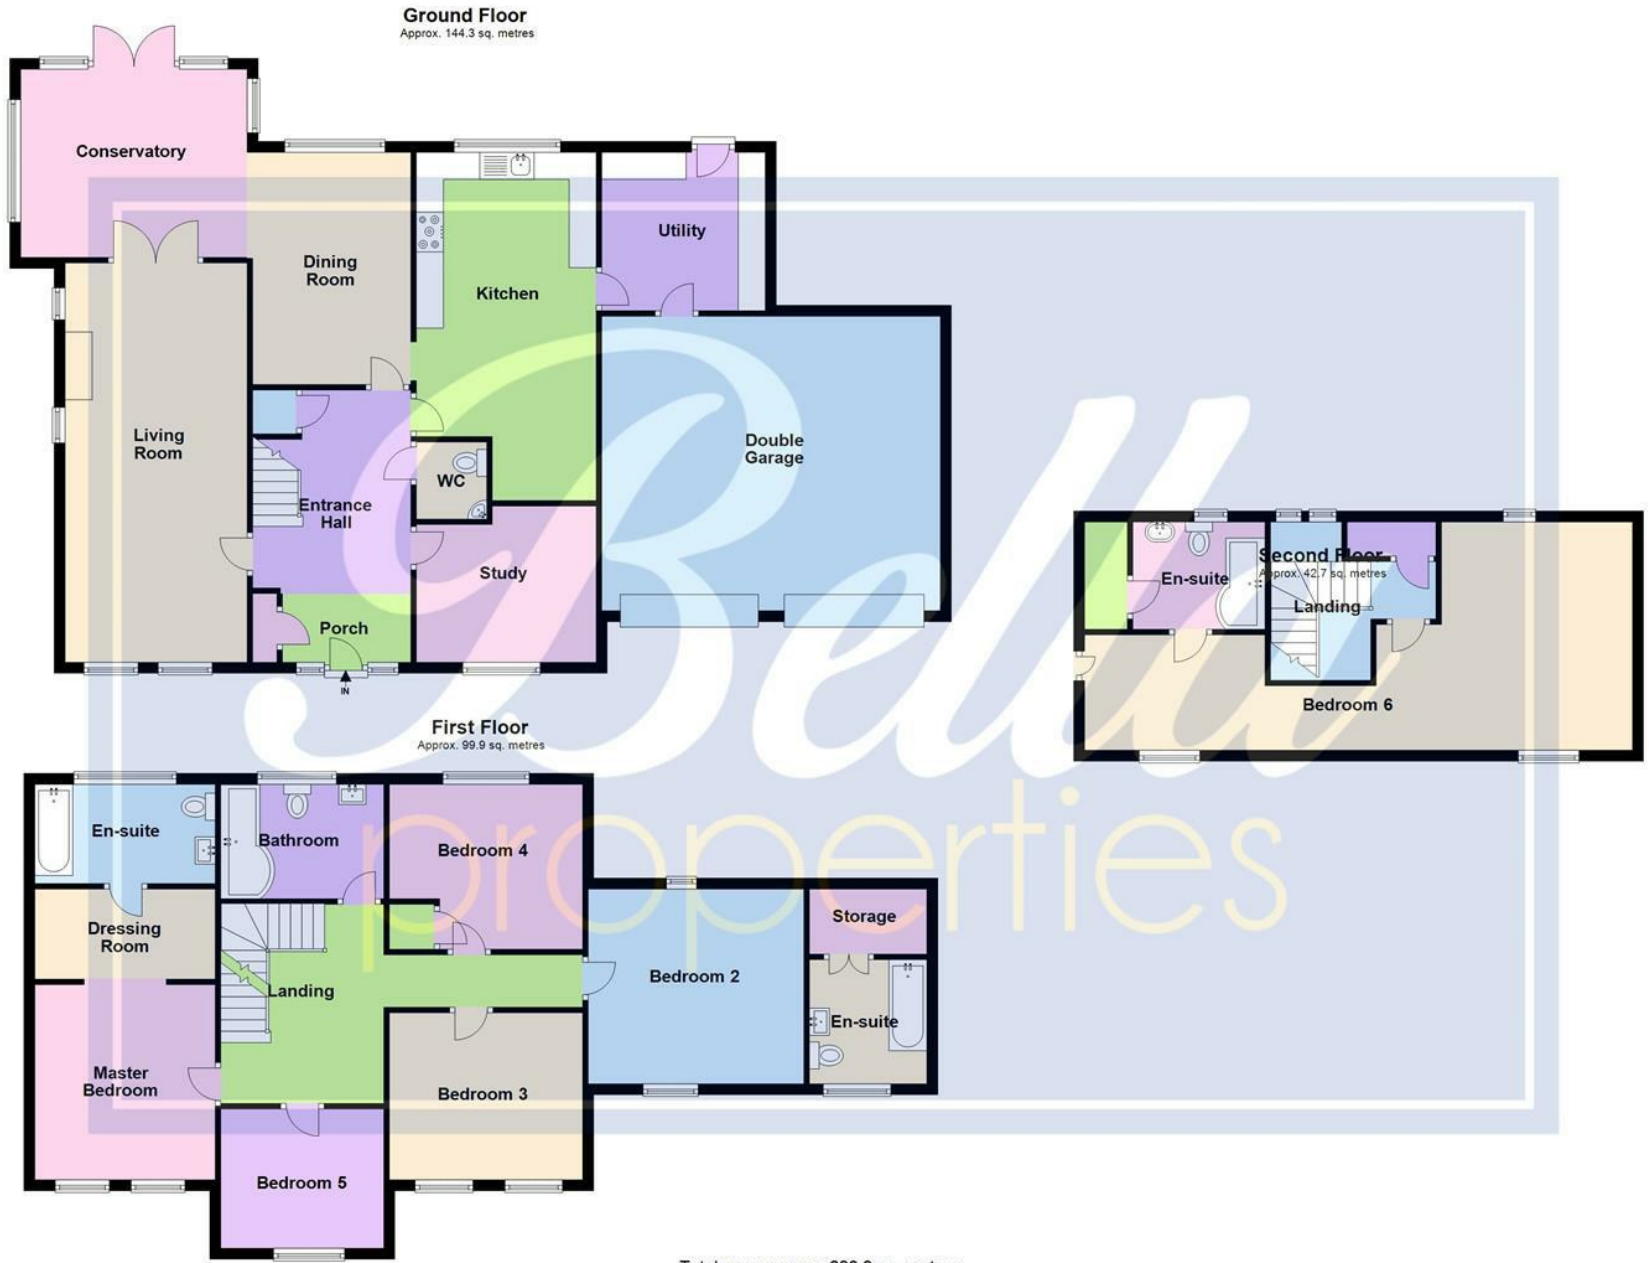 Ground Floor
Approx. 144.3 sq. metres
Conservatory
Dining
Room
Kitchen
Utility
Living
Room
Entrance
Hall
WC
Double
Garage
Study
Porch
IN
Second Floor
Approx. 42.7 sq. metres
En-suite
Landing
Bedroom 6
First Floor
Approx. 99.9 sq. metres
En-suite
Bathroom
Bedroom 4
Dressing
Room
Landing
Bedroom 2
Storage
En-suite
Master
Bedroom
Bedroom 3
Bedroom 5
Bella
properties